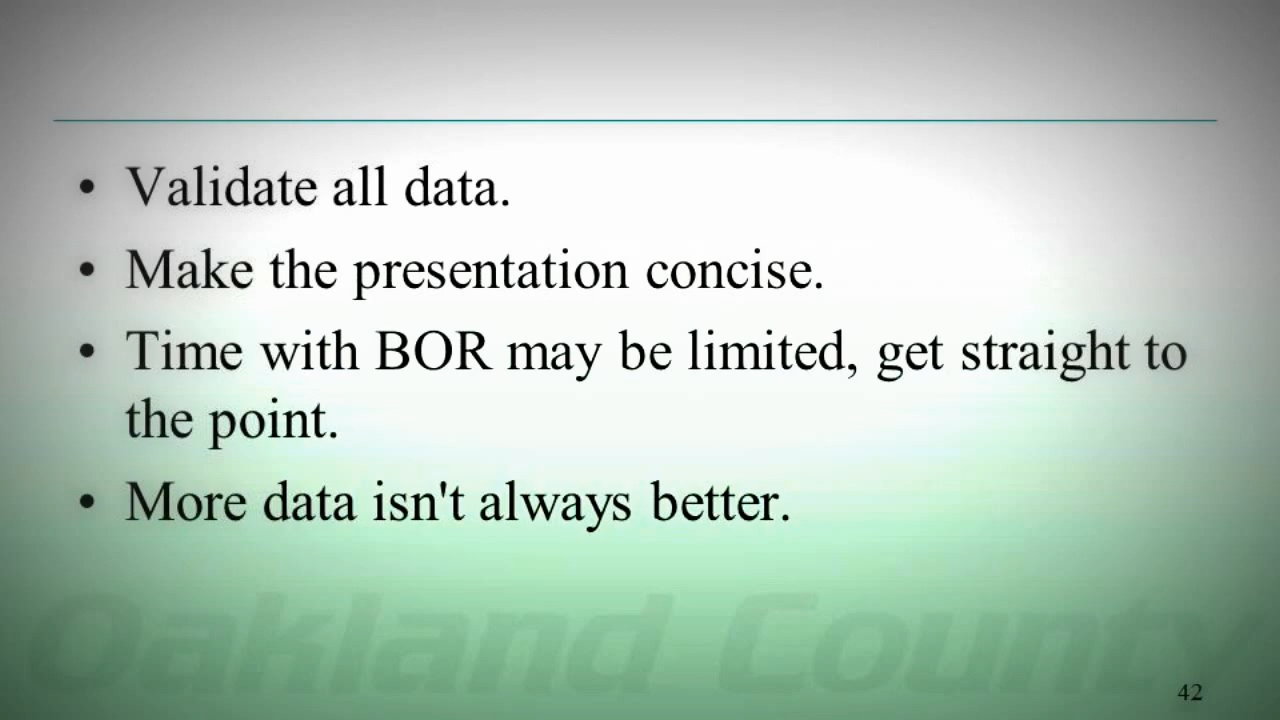 • Validate all data.
• Make the presentation concise.
• Time with BOR may be limited, get straight to
the point.
• More data isn't always better.
Oakland County
42